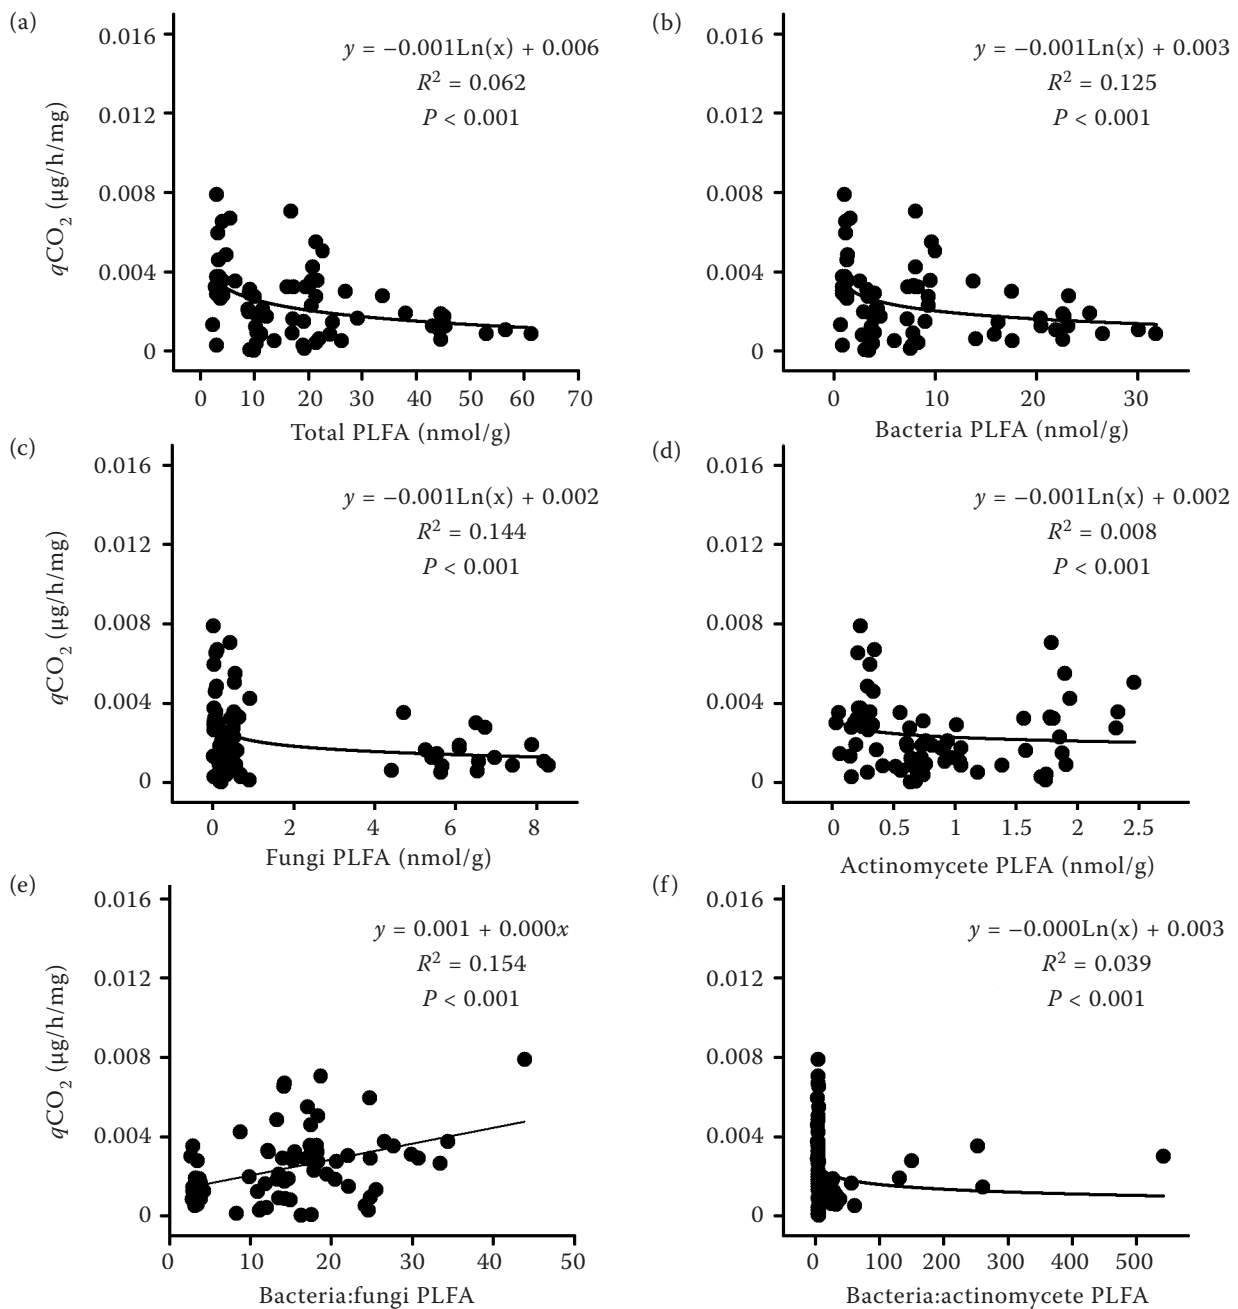 (a)
0.016
0.012
0.008
0.004
0
qCO2 (μg/h/mg)
y = −0.001Ln(x) + 0.006
R2 = 0.062
P < 0.001
0 10 20 30 40 50 60 70
Total PLFA (nmol/g)
(b)
0.016
0.012
0.008
0.004
0
y = −0.001Ln(x) + 0.003
R2 = 0.125
P < 0.001
0 10 20 30
Bacteria PLFA (nmol/g)
(c)
0.016
0.012
0.008
0.004
0
qCO2 (μg/h/mg)
y = −0.001Ln(x) + 0.002
R2 = 0.144
P < 0.001
0 2 4 6 8
Fungi PLFA (nmol/g)
(d)
0.016
0.012
0.008
0.004
0
y = −0.001Ln(x) + 0.002
R2 = 0.008
P < 0.001
0 0.5 1 1.5 2 2.5
Actinomycete PLFA (nmol/g)
(e)
0.016
0.012
0.008
0.004
0
qCO2 (μg/h/mg)
y = 0.001 + 0.000x
R2 = 0.154
P < 0.001
0 10 20 30 40 50
Bacteria:fungi PLFA
(f)
0.016
0.012
0.008
0.004
0
y = −0.000Ln(x) + 0.003
R2 = 0.039
P < 0.001
0 100 200 300 400 500
Bacteria:actinomycete PLFA